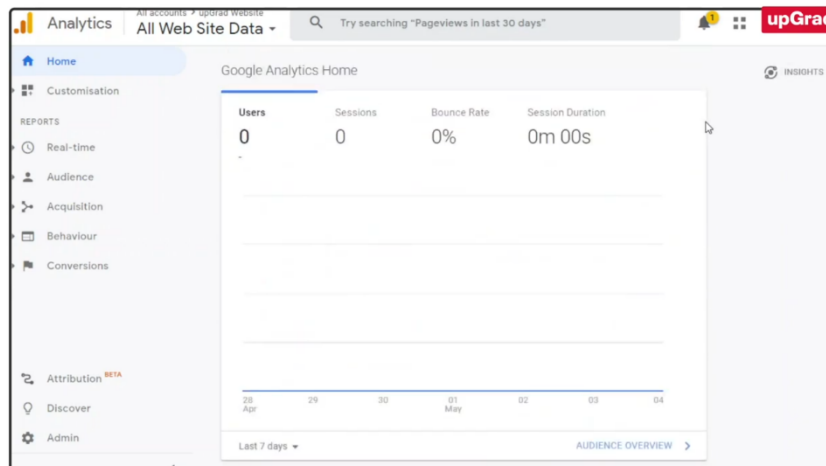 Analytics
All accounts > upGrad Website
All Web Site Data
Try searching "Pageviews in last 30 days"
1
upGrad
Home
Customisation
REPORTS
Real-time
Audience
Acquisition
Behaviour
Conversions
Attribution BETA
Discover
Admin
Google Analytics Home
INSIGHTS
Users
0
-
Sessions
0
Bounce Rate
0%
Session Duration
0m 00s
28
Apr
29
30
01
May
02
03
04
Last 7 days
AUDIENCE OVERVIEW